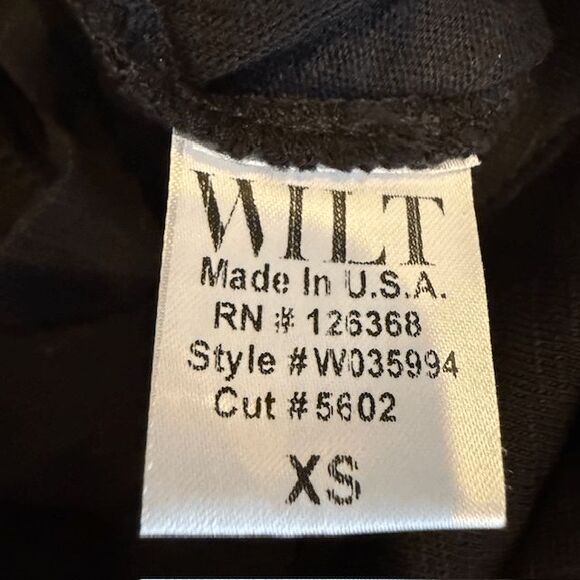 WILT
Made In U.S.A.
RN # 126368
Style #W035994
Cut #5602
XS